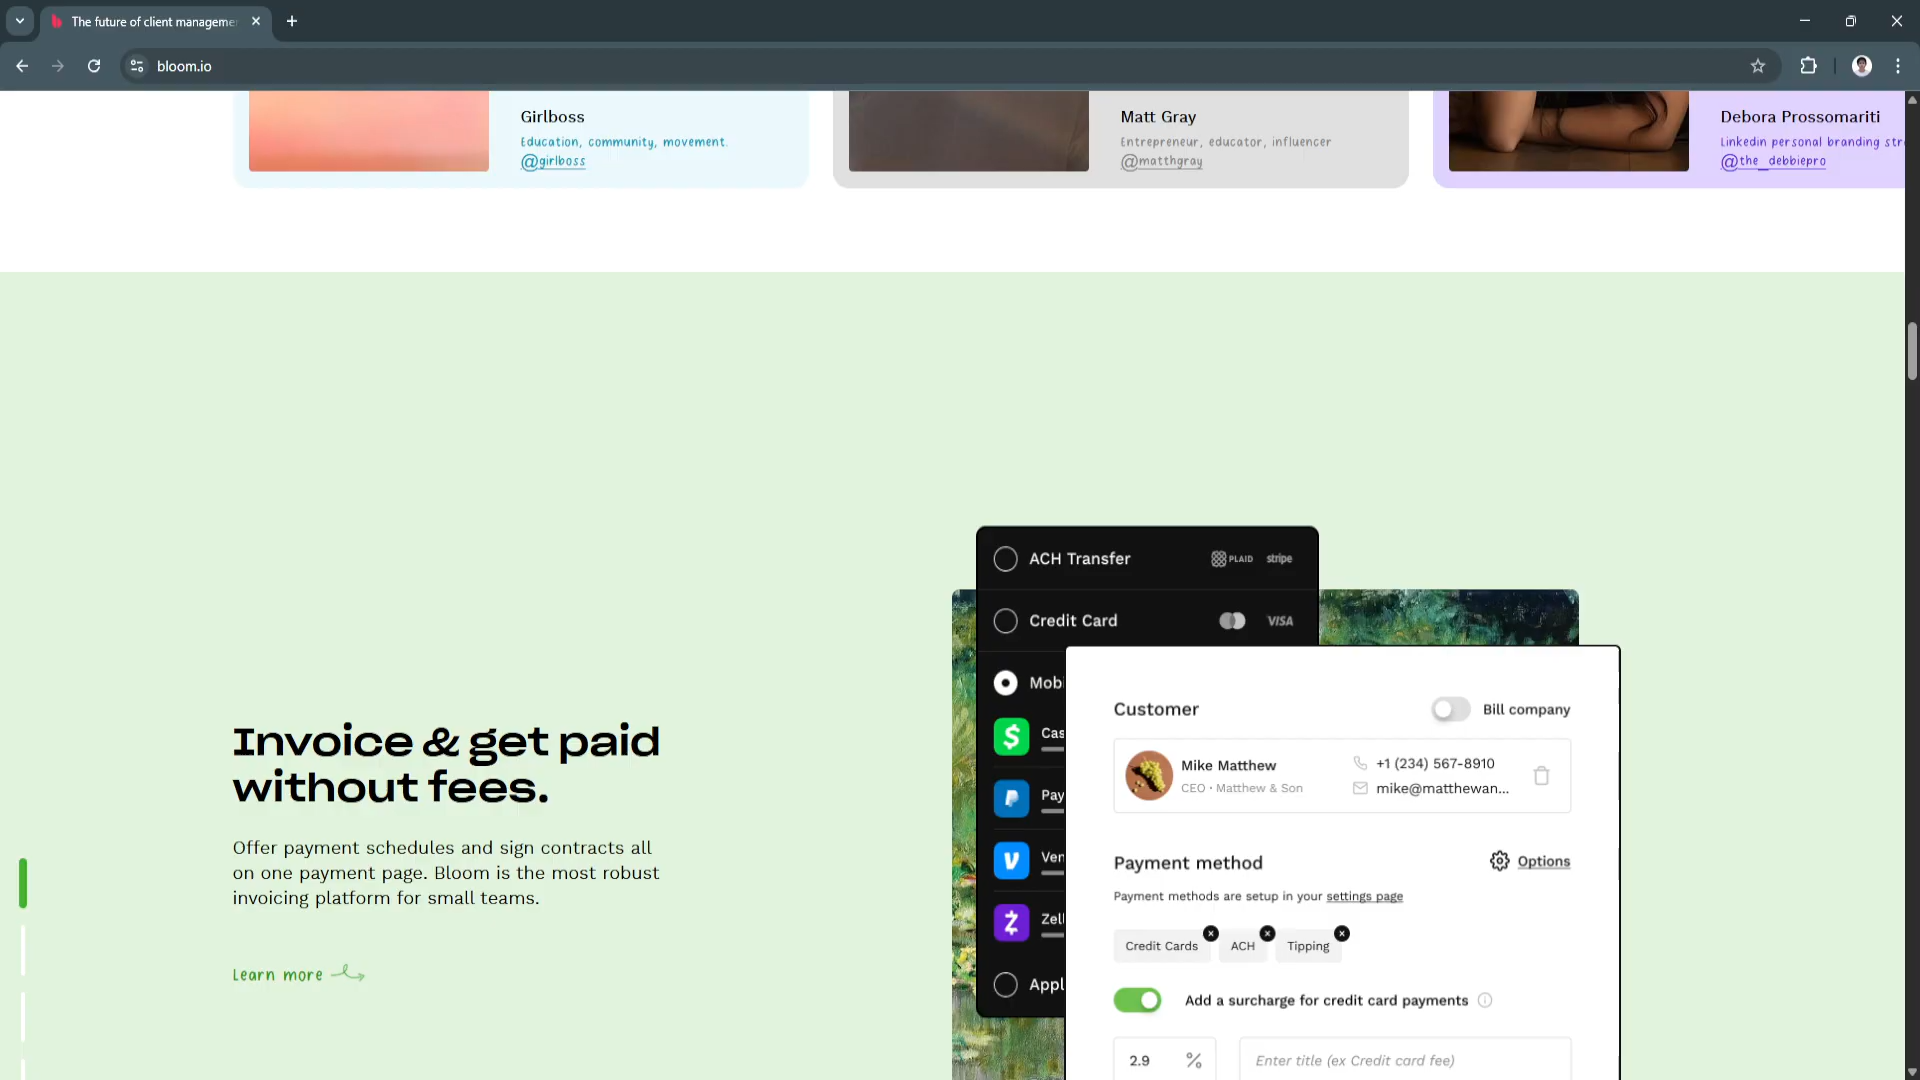 The future of client manageme
bloom.io
Girlboss
Education, community, movement.
@girlboss
Matt Gray
Entrepreneur, educator, influencer
@matthgray
Debora Prossomariti
Linkedin personal branding str
@the_debbiepro
ACH Transfer
PLAID stripe
Credit Card
VISA
Mobi
Cas
Pay
Ven
Zel
Appl
Customer
Bill company
Mike Matthew
CEO • Matthew & Son
+1 (234) 567-8910
mike@matthewan...
Payment method
Options
Payment methods are setup in your settings page
Credit Cards
ACH
Tipping
Add a surcharge for credit card payments
2.9 %
Enter title (ex Credit card fee)
Invoice & get paid
without fees.
Offer payment schedules and sign contracts all
on one payment page. Bloom is the most robust
invoicing platform for small teams.
Learn more